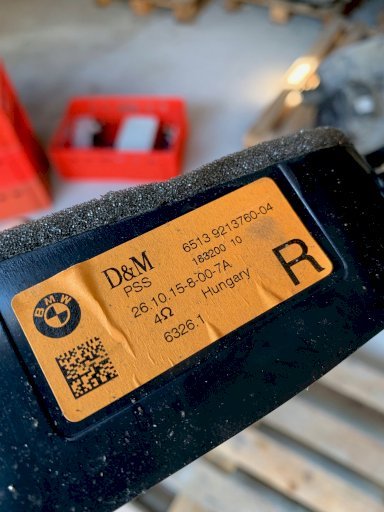 BMW
D&M
6513 9213760-04
PSS
183200 10
26.10.15-8-00-7A
4Ω
Hungary
R
6326.1